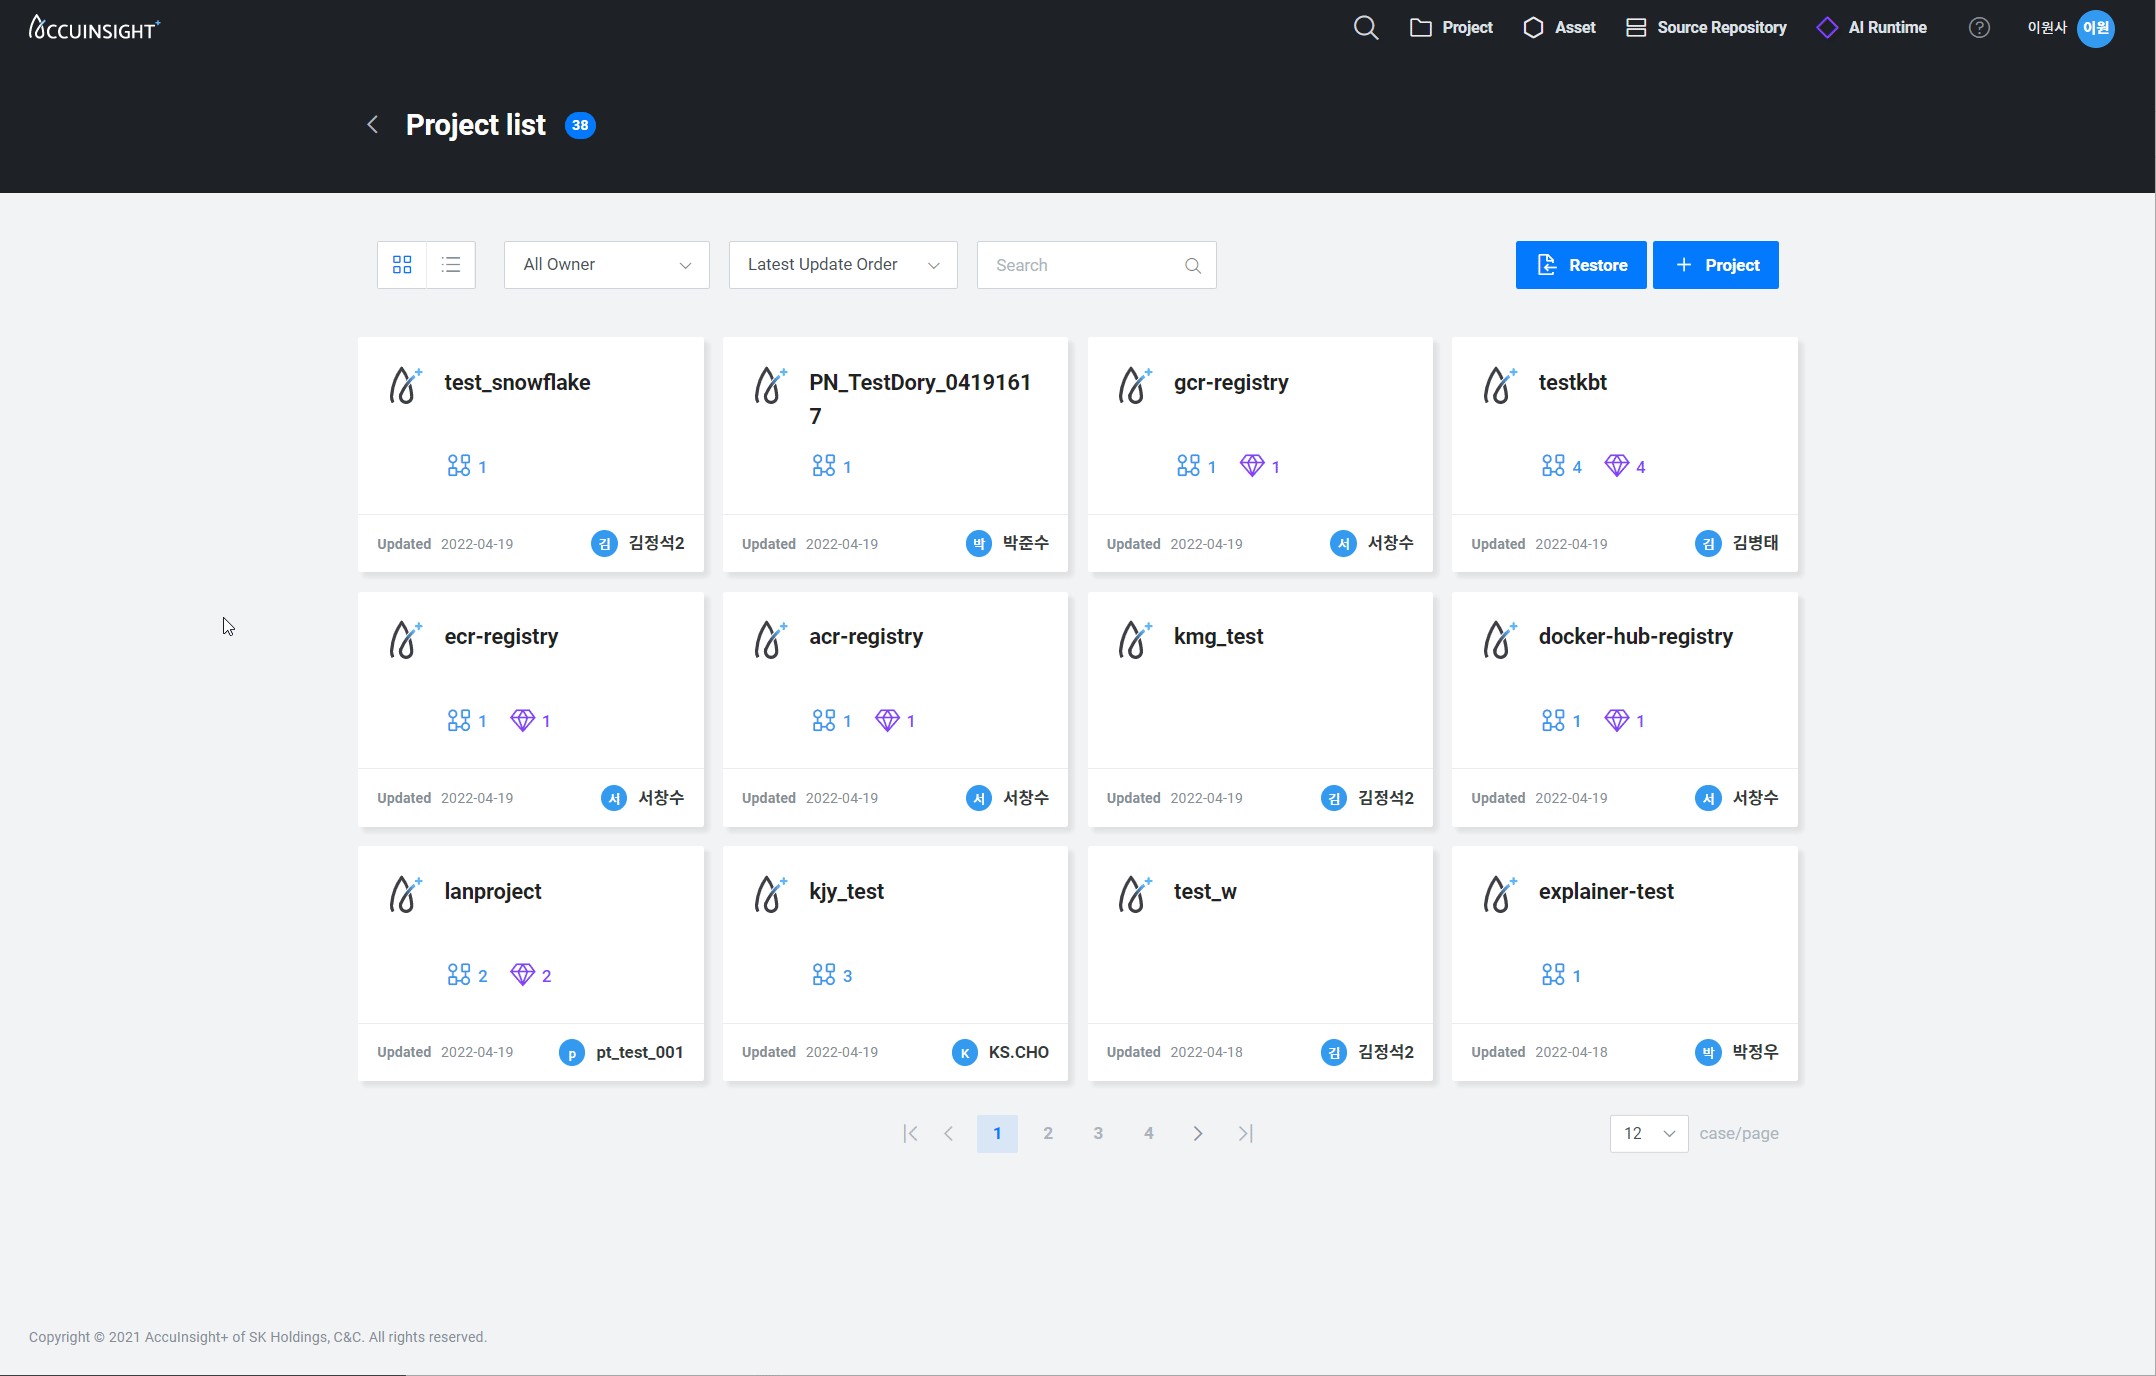 ACCUINSIGHT+
Project
Asset
Source Repository
AI Runtime
?
이원사
이원
Project list
38
All Owner
Latest Update Order
Search
Restore
+ Project
test_snowflake
1
Updated 2022-04-19
김 김정석2
PN_TestDory_0419161
7
1
Updated 2022-04-19
박 박준수
gcr-registry
1 1
Updated 2022-04-19
서 서창수
testkbt
4 4
Updated 2022-04-19
김 김병태
ecr-registry
1 1
Updated 2022-04-19
서 서창수
acr-registry
1 1
Updated 2022-04-19
서 서창수
kmg_test
Updated 2022-04-19
김 김정석2
docker-hub-registry
1 1
Updated 2022-04-19
서 서창수
lanproject
2 2
Updated 2022-04-19
p pt_test_001
kjy_test
3
Updated 2022-04-19
K KS.CHO
test_w
Updated 2022-04-18
김 김정석2
explainer-test
1
Updated 2022-04-18
박 박정우
1 2 3 4
12 case/page
Copyright © 2021 AccuInsight+ of SK Holdings, C&C. All rights reserved.